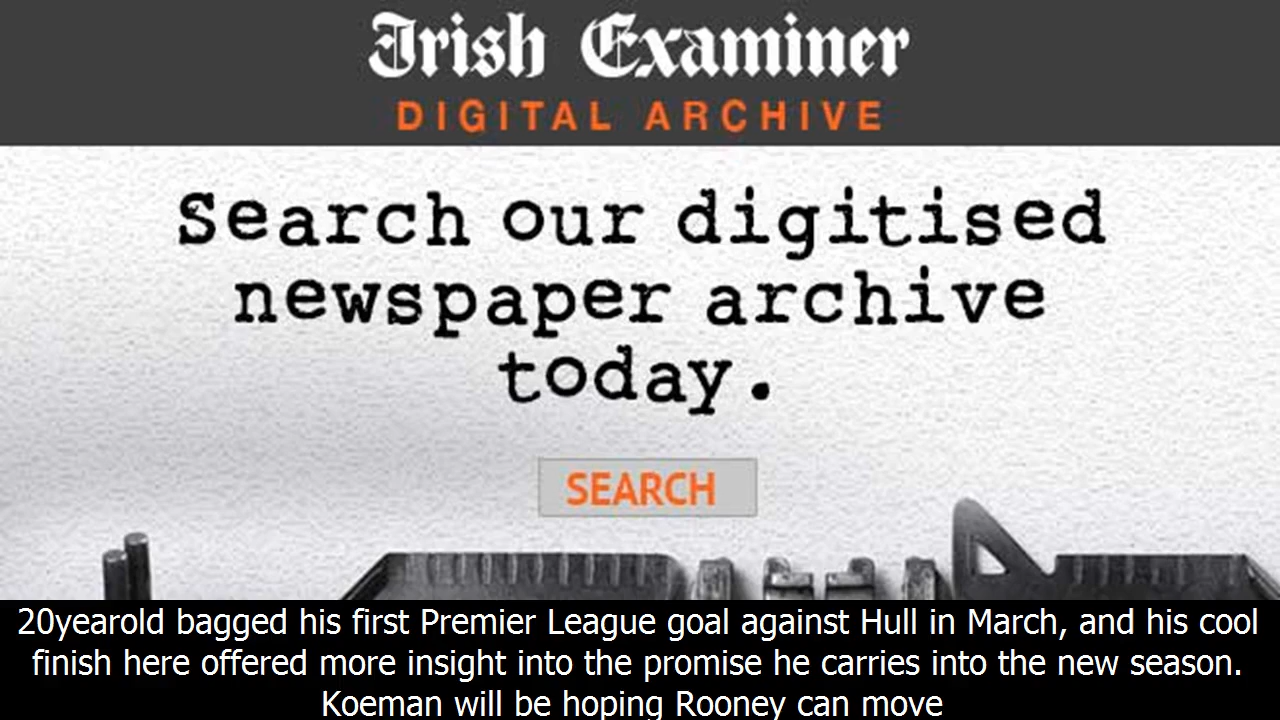 Irish Examiner
DIGITAL ARCHIVE
Search our digitised
newspaper archive
today.
SEARCH
20yearold bagged his first Premier League goal against Hull in March, and his cool
finish here offered more insight into the promise he carries into the new season.
Koeman will be hoping Rooney can move